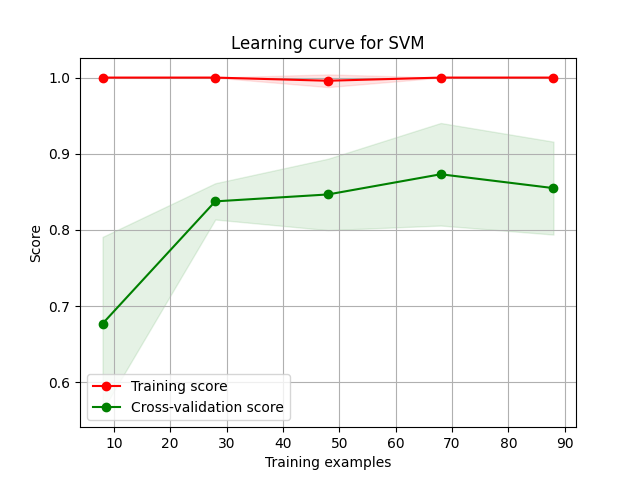 Learning curve for SVM
1.0
0.9
0.8
0.7
0.6
Score
Training score
Cross-validation score
10 20 30 40 50 60 70 80 90
Training examples